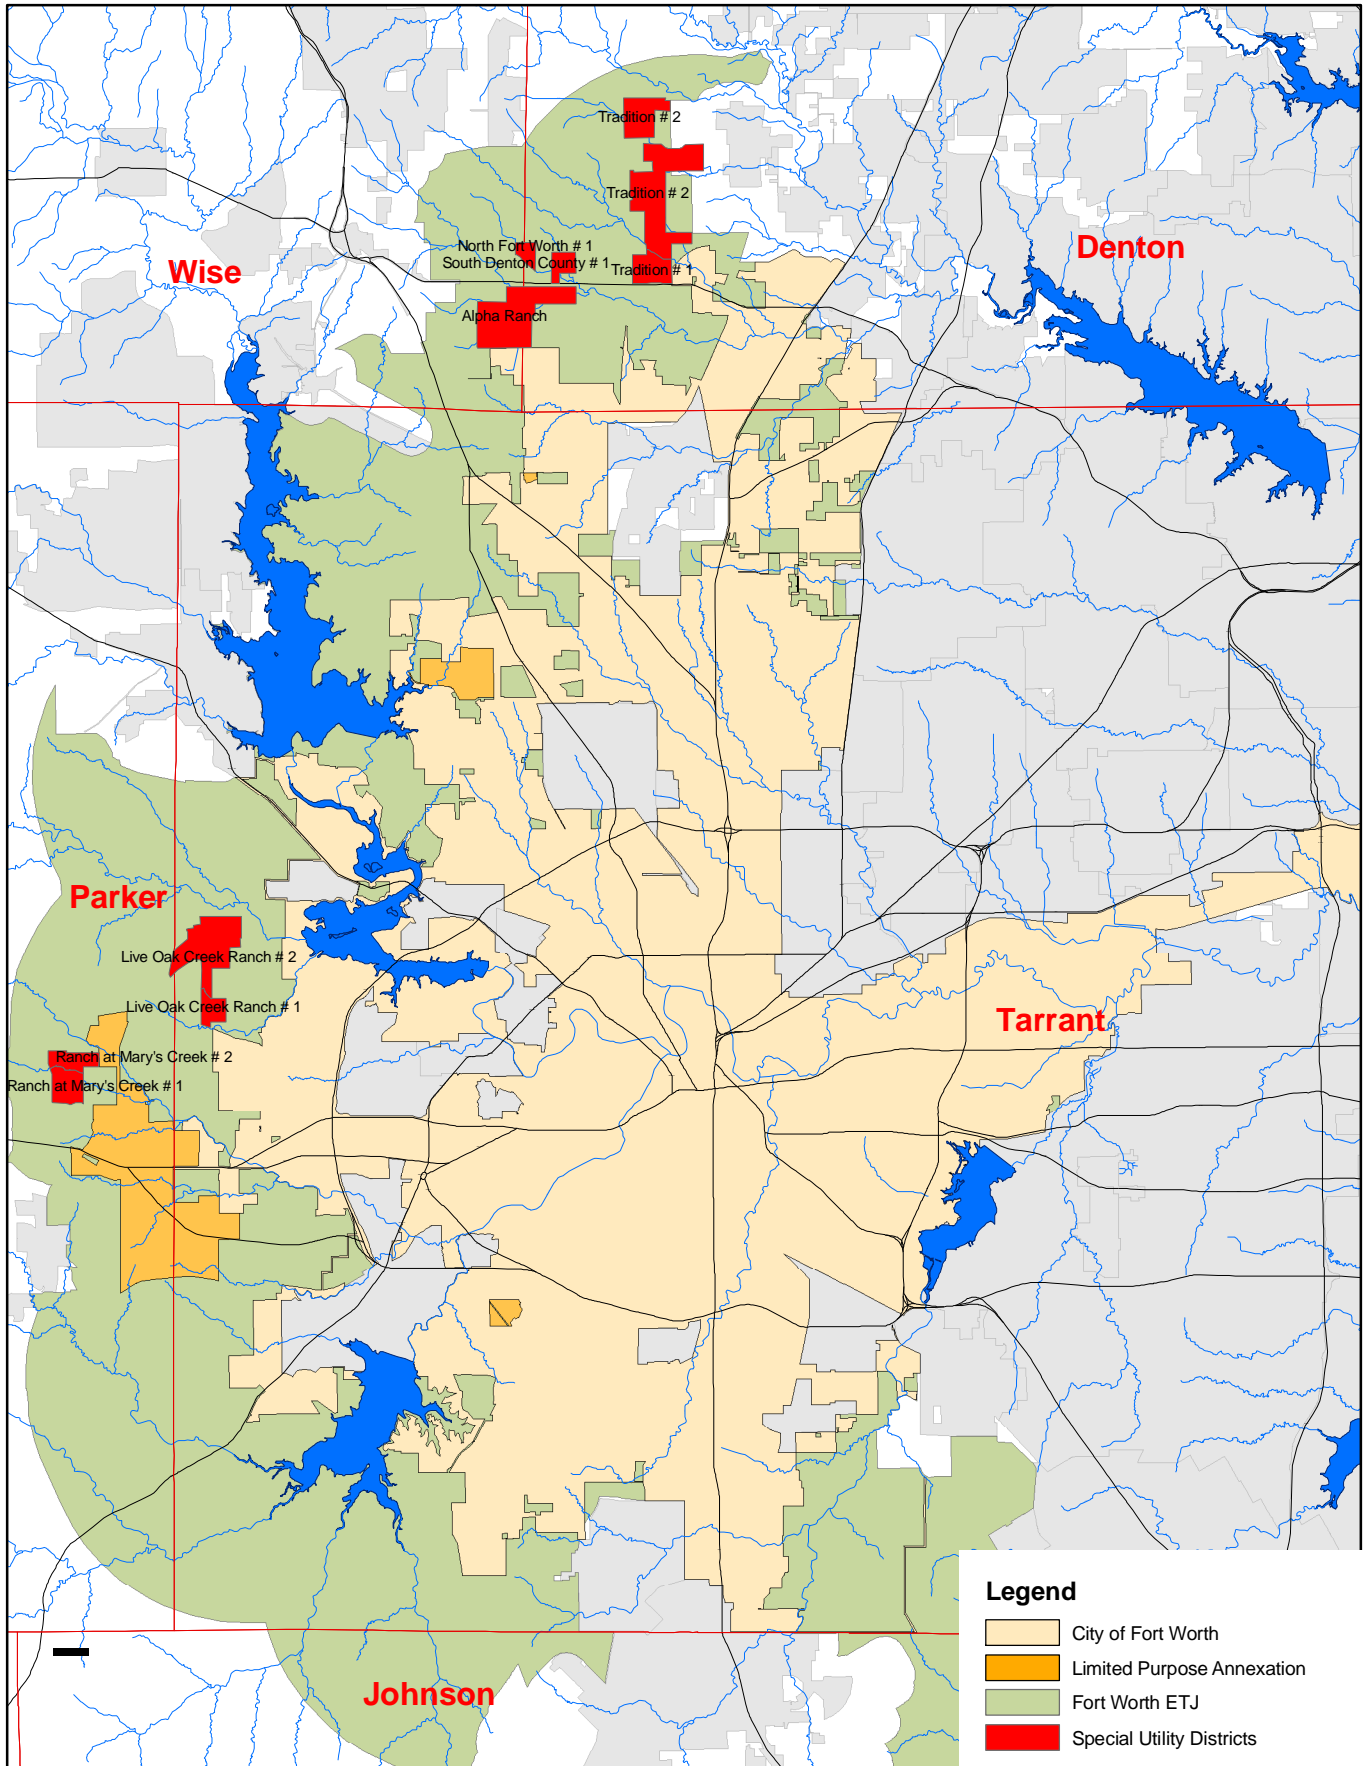 Tradition # 2
Tradition # 2
North Fort Worth # 1
South Denton County # 1
Tradition # 1
Denton
Wise
Alpha Ranch
Parker
Live Oak Creek Ranch # 2
Live Oak Creek Ranch # 1
Tarrant
Ranch at Mary's Creek # 2
Ranch at Mary's Creek # 1
Johnson
Legend
City of Fort Worth
Limited Purpose Annexation
Fort Worth ETJ
Special Utility Districts